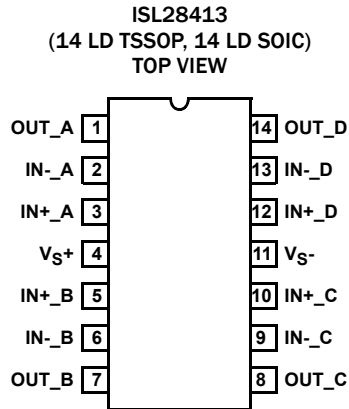 ISL28413
(14 LD TSSOP, 14 LD SOIC)
TOP VIEW
OUT_A 1 14 OUT_D
IN-_A 2 13 IN-_D
IN+_A 3 12 IN+_D
VS+ 4 11 VS-
IN+_B 5 10 IN+_C
IN-_B 6 9 IN-_C
OUT_B 7 8 OUT_C